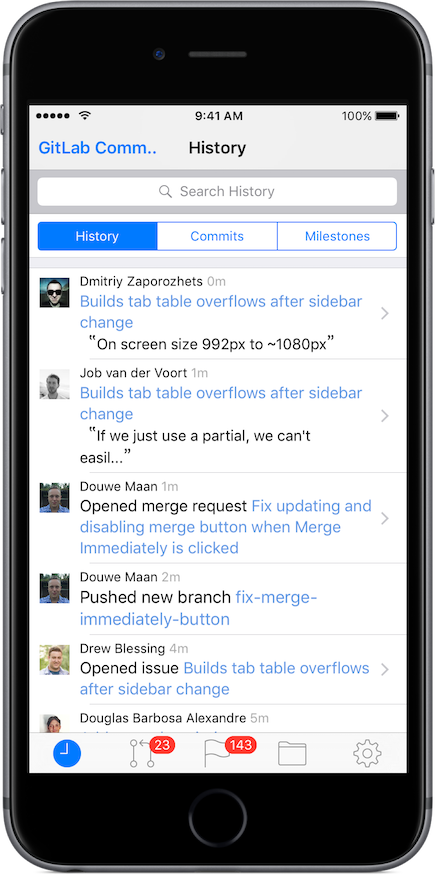 9:41 AM 100%
GitLab Comm.. History
Search History
History Commits Milestones
Dmitriy Zaporozhets 0m
Builds tab table overflows after sidebar
change
"On screen size 992px to ~1080px"
Job van der Voort 1m
Builds tab table overflows after sidebar
change
"If we just use a partial, we can't
easil..."
Douwe Maan 1m
Opened merge request Fix updating and
disabling merge button when Merge
Immediately is clicked
Douwe Maan 2m
Pushed new branch fix-merge-
immediately-button
Drew Blessing 4m
Opened issue Builds tab table overflows
after sidebar change
Douglas Barbosa Alexandre 5m
23 143